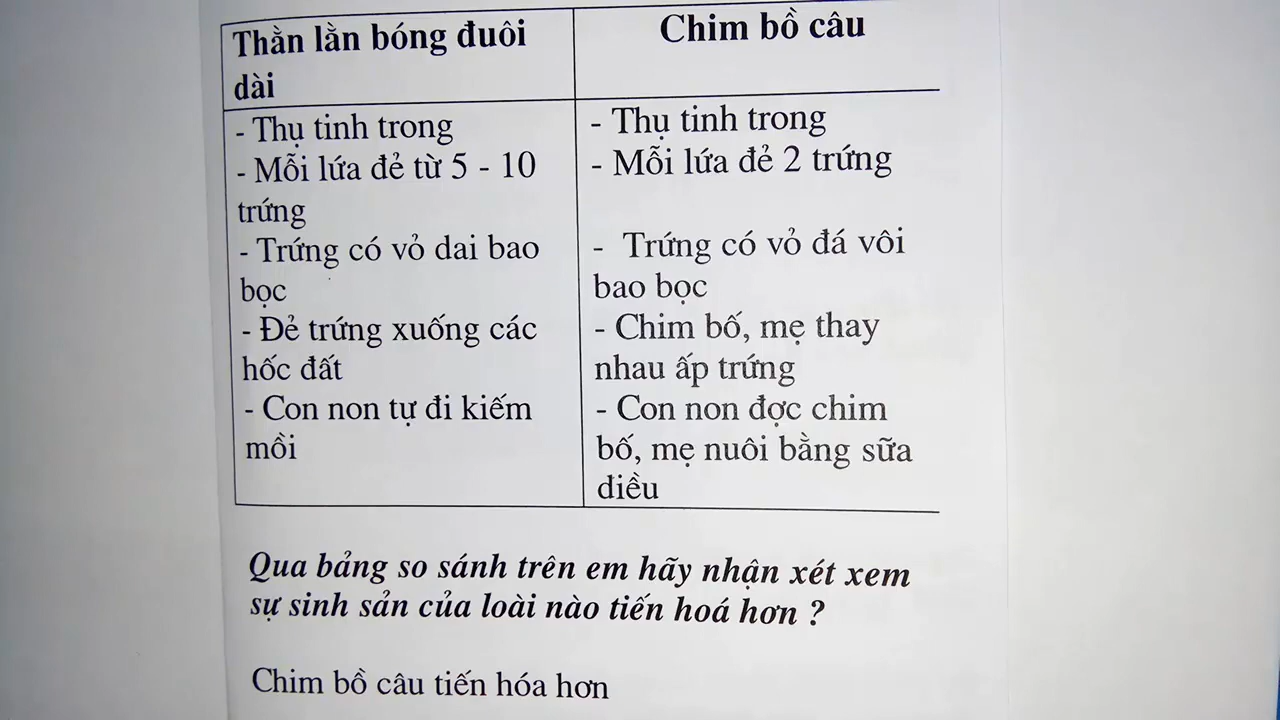 Thằn lằn bóng đuôi
dài
Chim bồ câu
- Thụ tinh trong
- Mỗi lứa đẻ từ 5 - 10
trứng
- Trứng có vỏ dai bao
bọc
- Đẻ trứng xuống các
hốc đất
- Con non tự đi kiếm
mồi
- Thụ tinh trong
- Mỗi lứa đẻ 2 trứng
- Trứng có vỏ đá vôi
bao bọc
- Chim bố, mẹ thay
nhau ấp trứng
- Con non đợc chim
bố, mẹ nuôi bằng sữa
diều
Qua bảng so sánh trên em hãy nhận xét xem
sự sinh sản của loài nào tiến hoá hơn ?
Chim bồ câu tiến hóa hơn